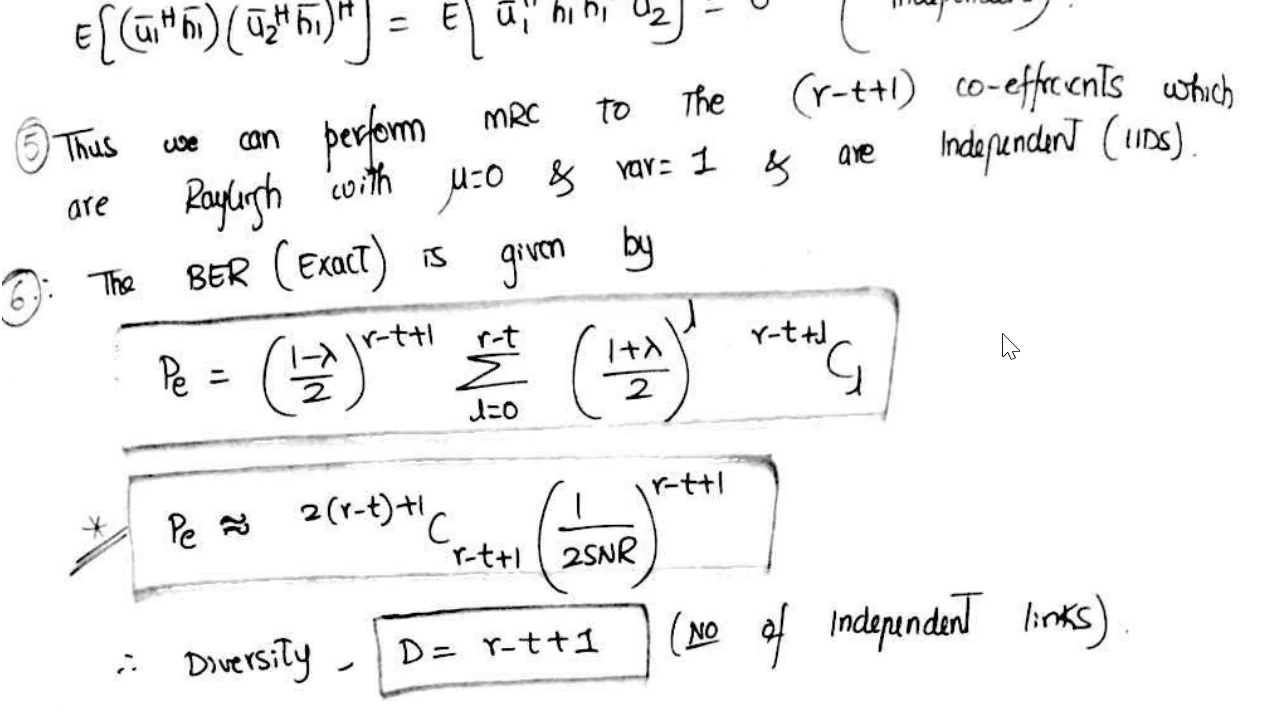 E[(ū₁ᴴh̄₁)(ū₂ᴴh̄₁)ᴴ] = E[ū₁ᴴ h̄₁ h̄₁ ū₂] = 0
⑤ Thus we can perform MRC to The (r-t+1) co-efficients which
are Rayleigh with μ=0 & var= 1 & are Independent (IIDs).
⑥: The BER (Exact) is given by
Pe = ((1-λ)/2)^(r-t+1) Σ_(l=0)^(r-t) ((1+λ)/2)^l ^(r-t+l)C_l
* Pe ≈ ^(2(r-t)+1)C_(r-t+1) (1/2SNR)^(r-t+1)
∴ Diversity - D = r-t+1 (No of Independent links).